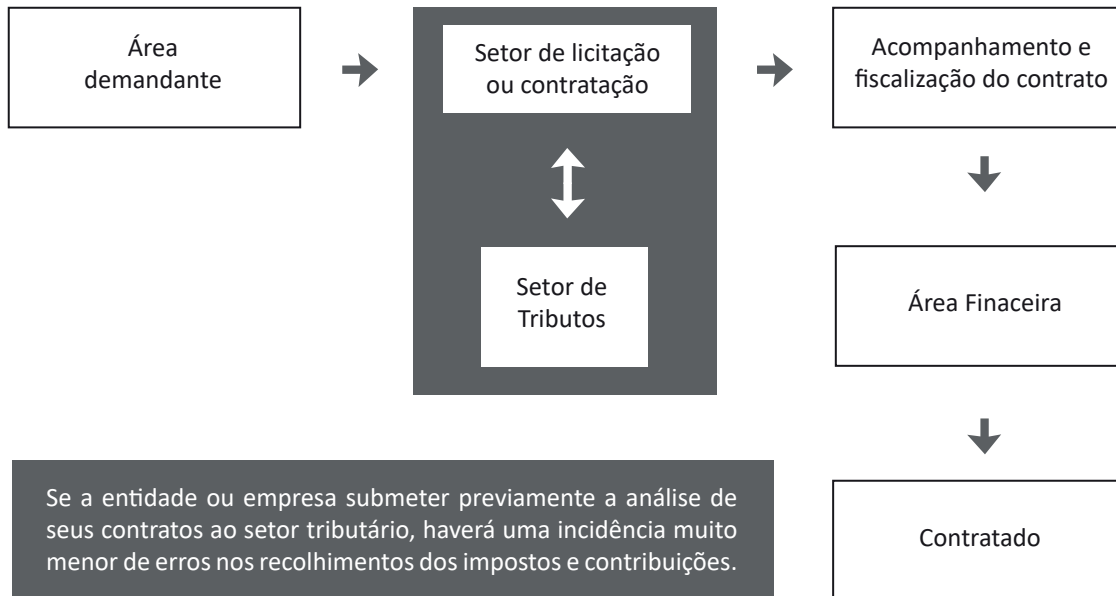 Área
demandante
Setor de licitação
ou contratação
Acompanhamento e
fiscalização do contrato
Setor de
Tributos
Área Finaceira
Se a entidade ou empresa submeter previamente a análise de
seus contratos ao setor tributário, haverá uma incidência muito
menor de erros nos recolhimentos dos impostos e contribuições.
Contratado